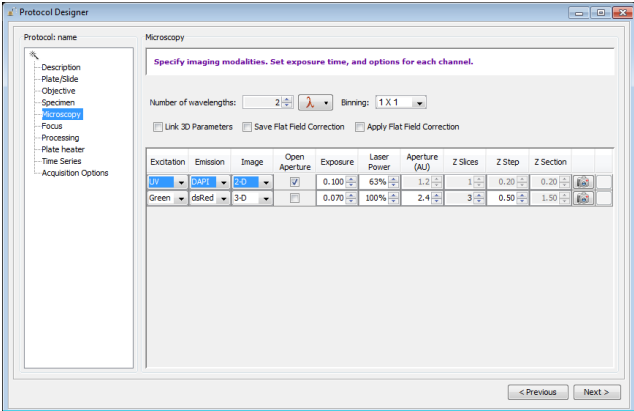 Protocol Designer
Protocol: name
Description
Plate/Slide
Objective
Specimen
Microscopy
Focus
Processing
Plate heater
Time Series
Acquisition Options
Microscopy
Specify imaging modalities. Set exposure time, and options for each channel.
Number of wavelengths: 2 λ Binning: 1 X 1
Link 3D Parameters Save Flat Field Correction Apply Flat Field Correction
Excitation Emission Image Open Aperture Exposure Laser Power Aperture (AU) Z Slices Z Step Z Section
UV DAPI 2-D 0.100 63% 1.2 1 0.20 0.20
Green dsRed 3-D 0.070 100% 2.4 3 0.50 1.50
< Previous Next >